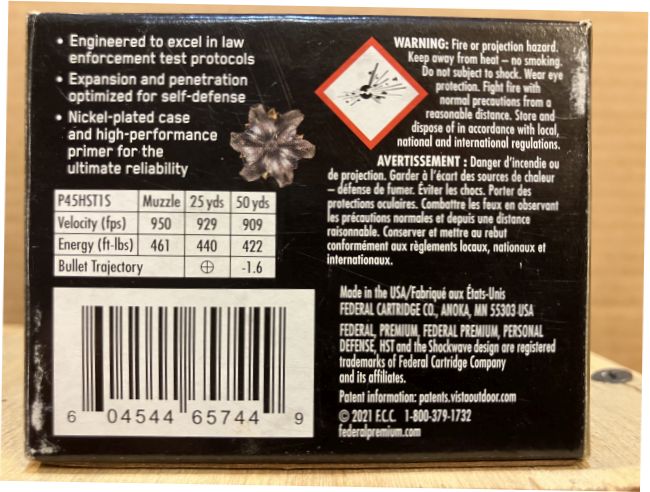 • Engineered to excel in law
enforcement test protocols
• Expansion and penetration
optimized for self-defense
• Nickel-plated case
and high-performance
primer for the
ultimate reliability
P45HST1S Muzzle 25 yds 50 yds
Velocity (fps) 950 929 909
Energy (ft-lbs) 461 440 422
Bullet Trajectory ⊕ -1.6
6 04544 65744 9
WARNING: Fire or projection hazard.
Keep away from heat – no smoking.
Do not subject to shock. Wear eye
protection. Fight fire with
normal precautions from a
reasonable distance. Store and
dispose of in accordance with local,
national and international regulations.
AVERTISSEMENT : Danger d'incendie ou
de projection. Garder à l'écart des sources de chaleur
– défense de fumer. Éviter les chocs. Porter des
protections oculaires. Combattre les feux en observant
les précautions normales et depuis une distance
raisonnable. Conserver et mettre au rebut
conformément aux règlements locaux, nationaux et
internationaux.
Made in the USA/Fabriqué aux États-Unis
FEDERAL CARTRIDGE CO., ANOKA, MN 55303 USA
FEDERAL, PREMIUM, FEDERAL PREMIUM, PERSONAL
DEFENSE, HST and the Shockwave design are registered
trademarks of Federal Cartridge Company
and its affiliates.
Patent information: patents.vistaoutdoor.com
© 2021 F.C.C. 1-800-379-1732
federalpremium.com